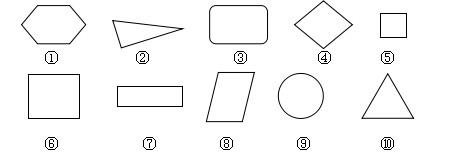 ① ② ③ ④ ⑤
⑥ ⑦ ⑧ ⑨ ⑩